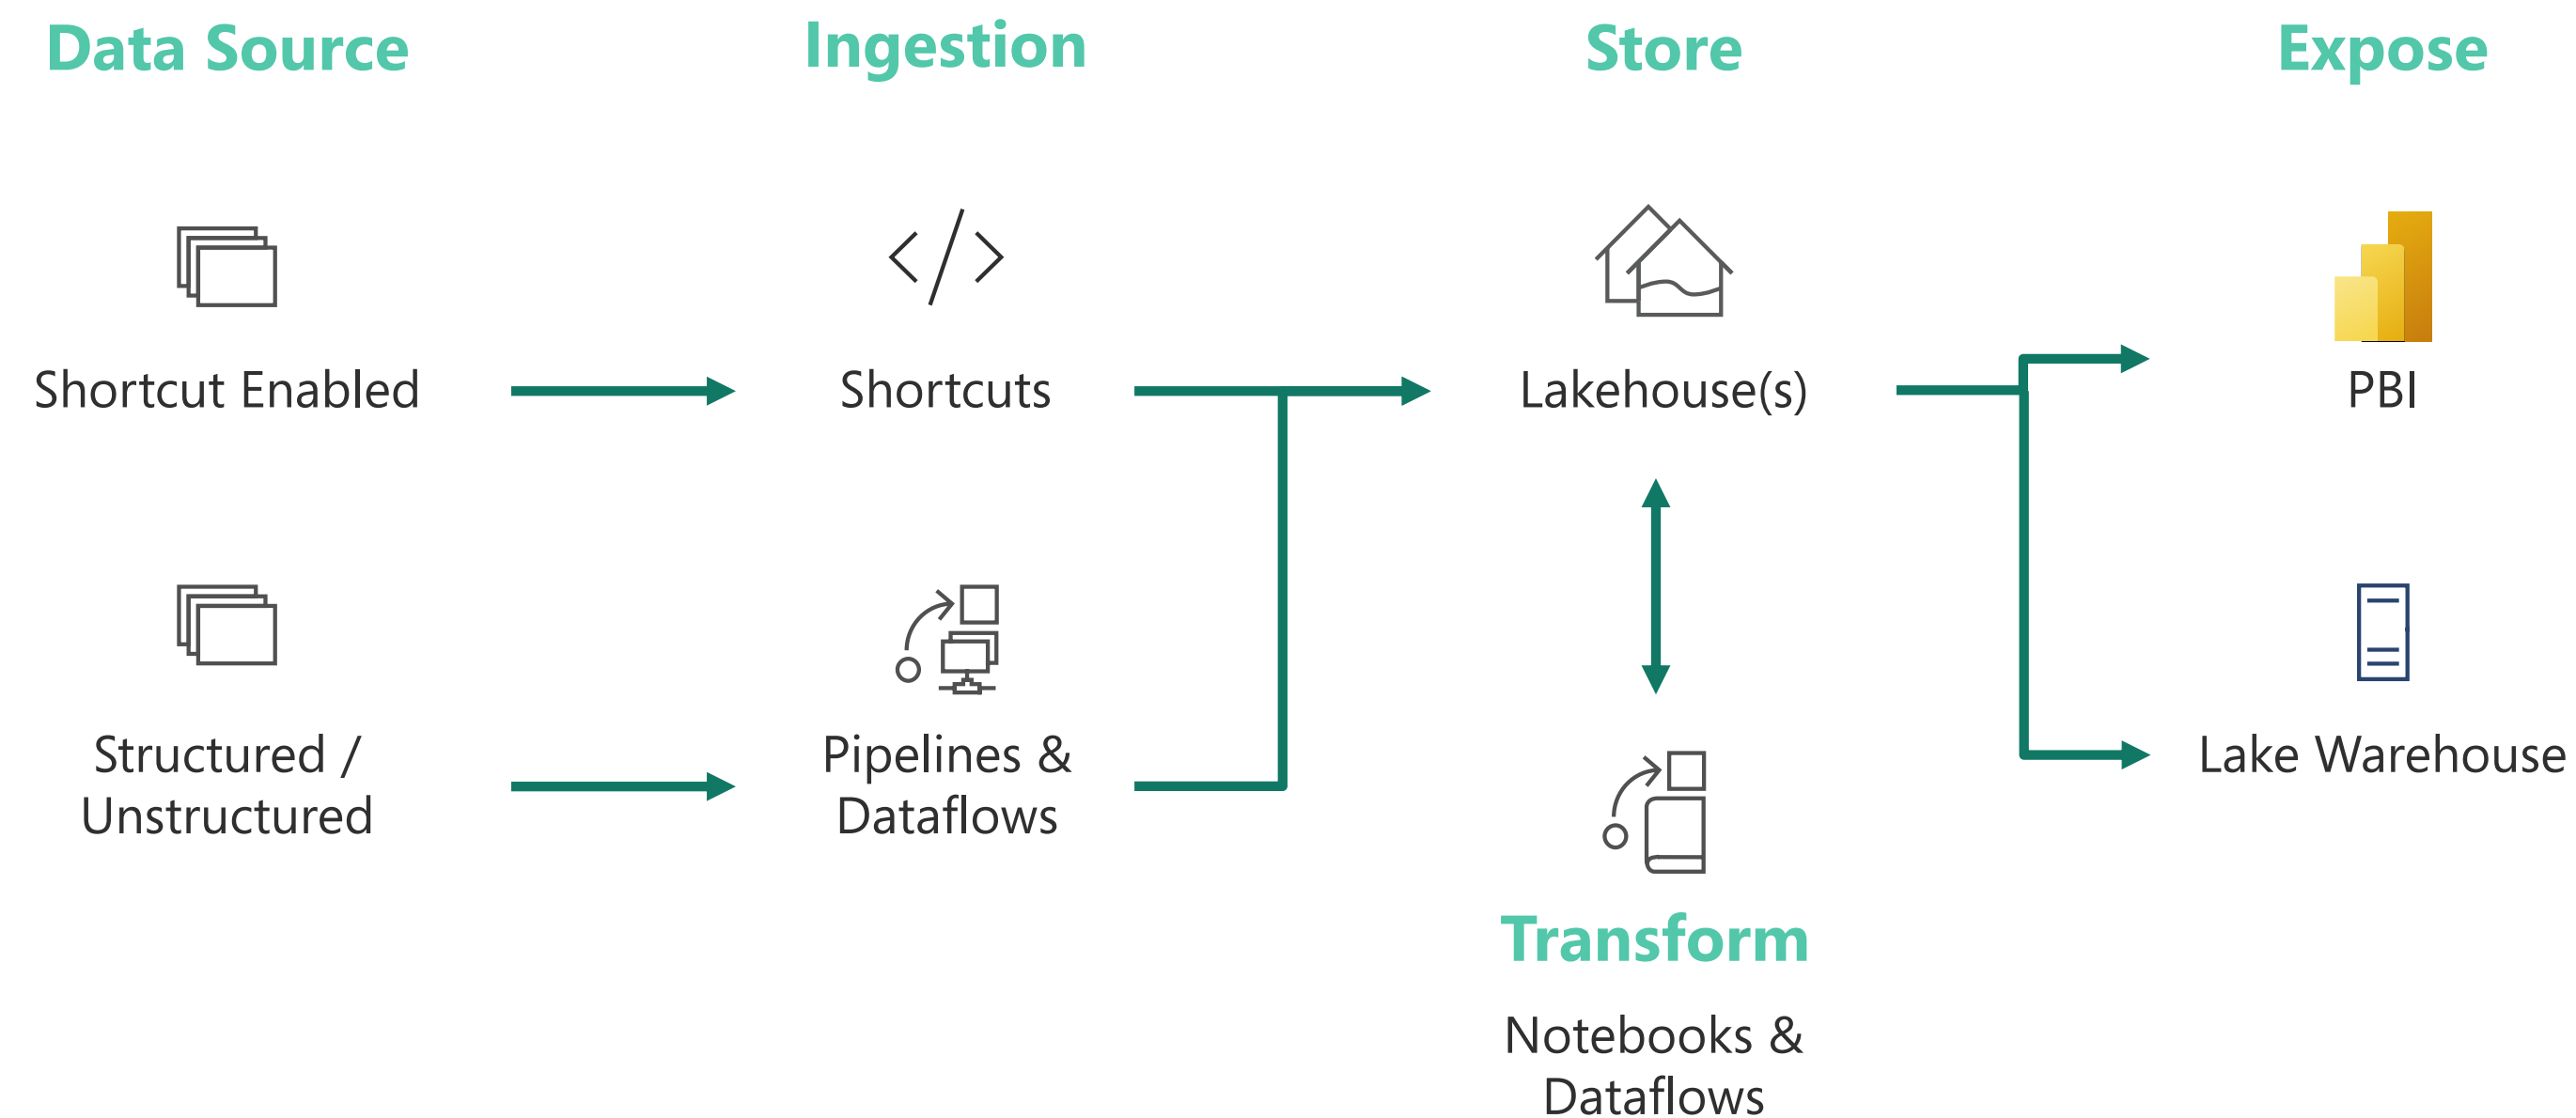 Data Source
Ingestion
Store
Expose
Shortcut Enabled
Shortcuts
Lakehouse(s)
PBI
Structured /
Unstructured
Pipelines &
Dataflows
Lake Warehouse
Transform
Notebooks &
Dataflows